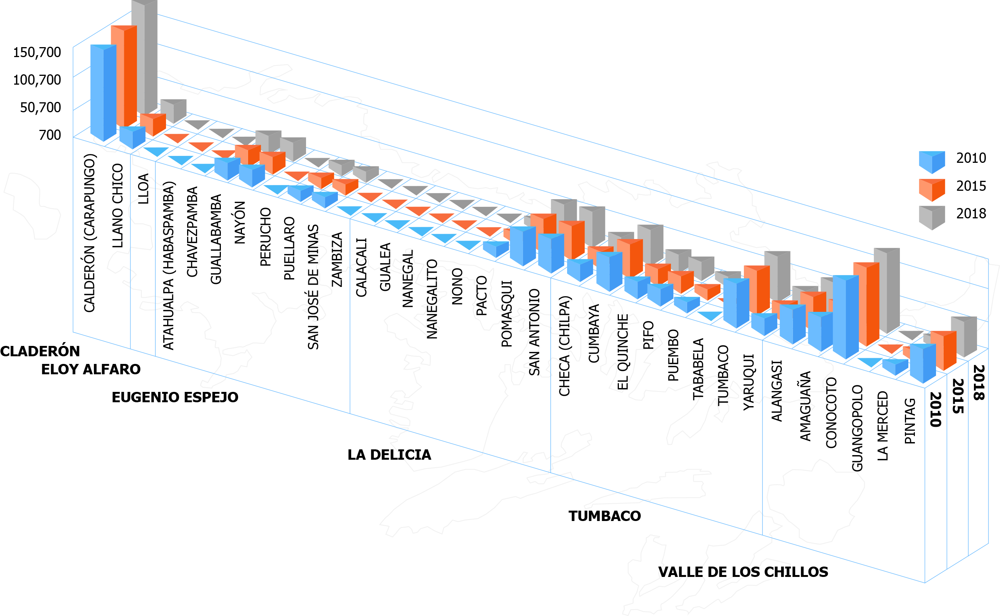 150,700
100,700
50,700
700
2010
2015
2018
CALDERÓN (CARAPUNGO)
LLANO CHICO
LLOA
ATAHUALPA (HABASPAMBA)
CHAVEZPAMBA
GUALLABAMBA
NAYÓN
PERUCHO
PUELLARO
SAN JOSÉ DE MINAS
ZAMBIZA
CALACALI
GUALEA
NANEGAL
NANEGALITO
NONO
PACTO
POMASQUI
SAN ANTONIO
CHECA (CHILPA)
CUMBAYA
EL QUINCHE
PIFO
PUEMBO
TABABELA
TUMBACO
YARUQUI
ALANGASI
AMAGUAÑA
CONOCOTO
GUANGOPOLO
LA MERCED
PINTAG
2010
2015
2018
CLADERÓN
ELOY ALFARO
EUGENIO ESPEJO
LA DELICIA
TUMBACO
VALLE DE LOS CHILLOS